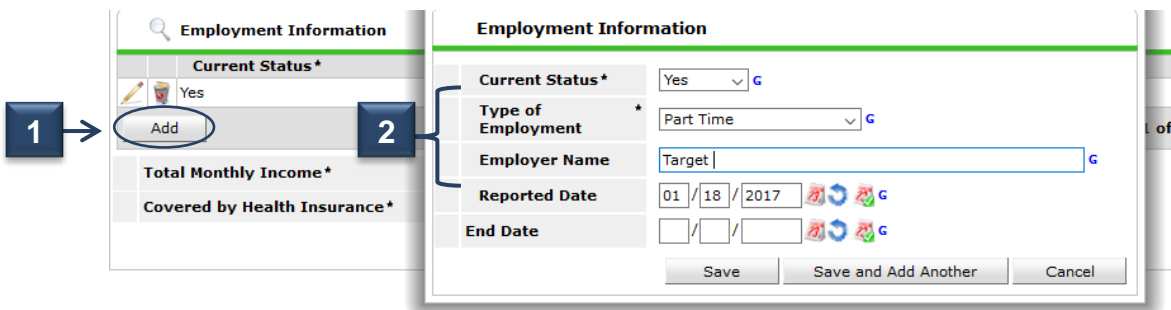 Employment Information
Current Status*
Yes
1
Add
1 of
Total Monthly Income*
Covered by Health Insurance*
2
Employment Information
Current Status*
Yes
G
Type of Employment *
Part Time
G
Employer Name
Target
G
Reported Date
01 / 18 / 2017
G
End Date
/ /
G
Save
Save and Add Another
Cancel